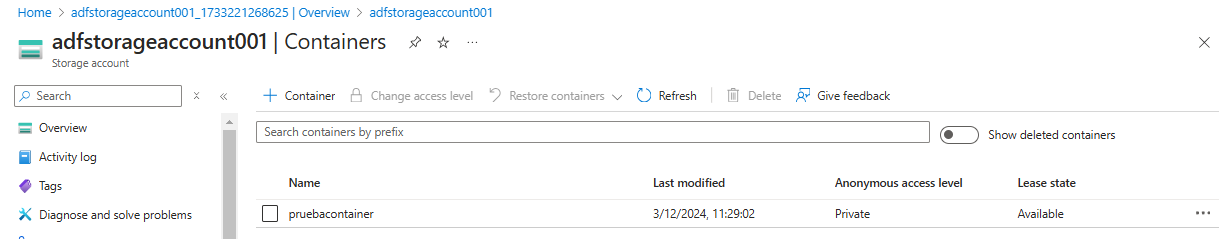 Home > adfstorageaccount001_1733221268625 | Overview > adfstorageaccount001
adfstorageaccount001 | Containers
Storage account
Search
+ Container Change access level Restore containers Refresh Delete Give feedback
Search containers by prefix
Show deleted containers
Overview
Activity log
Tags
Diagnose and solve problems
Name Last modified Anonymous access level Lease state
pruebacontainer 3/12/2024, 11:29:02 Private Available